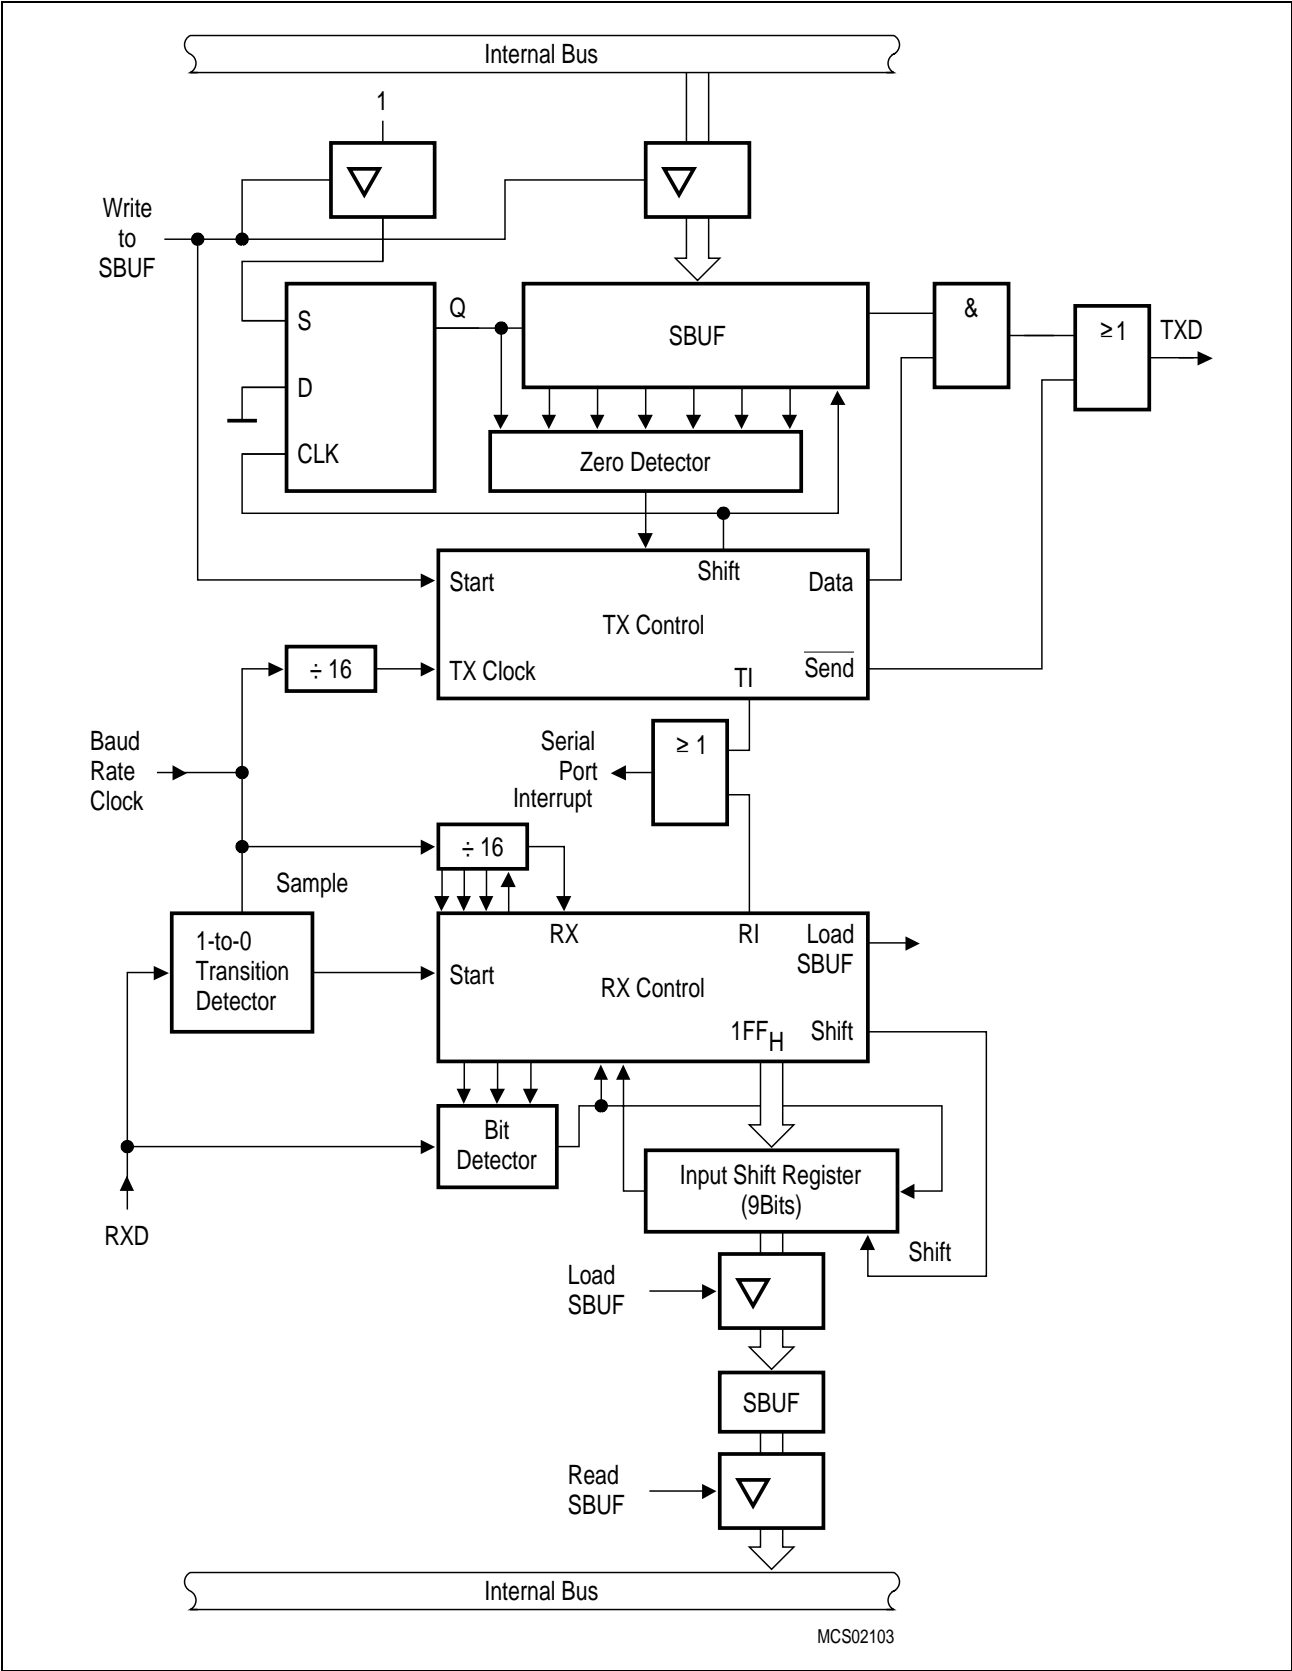 Internal Bus
1
Write
to
SBUF
S
Q
D
CLK
SBUF
&
≥1
TXD
Zero Detector
Start
Shift
Data
TX Control
÷ 16
TX Clock
TI
Send
Baud
Rate
Clock
Serial
Port
Interrupt
≥ 1
÷ 16
Sample
1-to-0
Transition
Detector
RX
RI
Load
SBUF
Start
RX Control
1FFH
Shift
Bit
Detector
RXD
Input Shift Register
(9Bits)
Shift
Load
SBUF
SBUF
Read
SBUF
Internal Bus
MCS02103